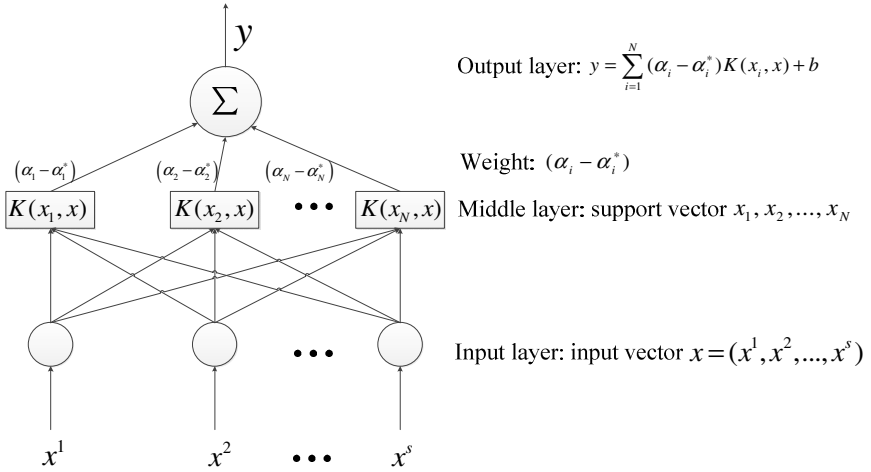 y
Σ
Output layer: y = ∑_{i=1}^{N} (α_i − α_i^*) K(x_i, x) + b
(α_1 − α_1^*) (α_2 − α_2^*) (α_N − α_N^*)
Weight: (α_i − α_i^*)
K(x_1, x) K(x_2, x) ••• K(x_N, x)
Middle layer: support vector x_1, x_2, ..., x_N
•••
Input layer: input vector x = (x^1, x^2, ..., x^s)
x^1 x^2 ••• x^s